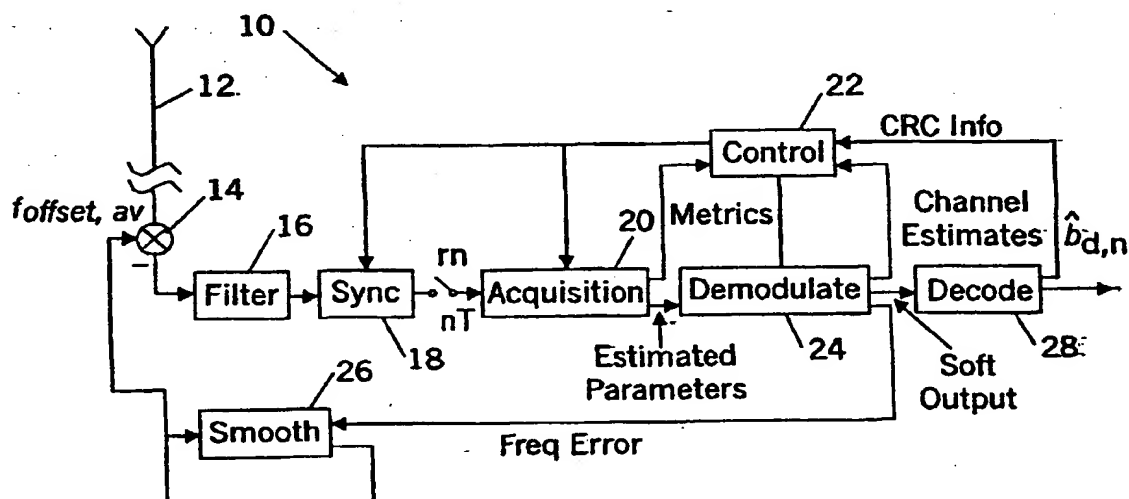 10
12
22
CRC Info
Control
14
foffset, av
16
20
Metrics
Channel
Estimates
b̂d,n
rn
Filter
Sync
nT
Acquisition
Demodulate
Decode
18
Estimated
Parameters
24
Soft
Output
28
26
Smooth
Freq Error